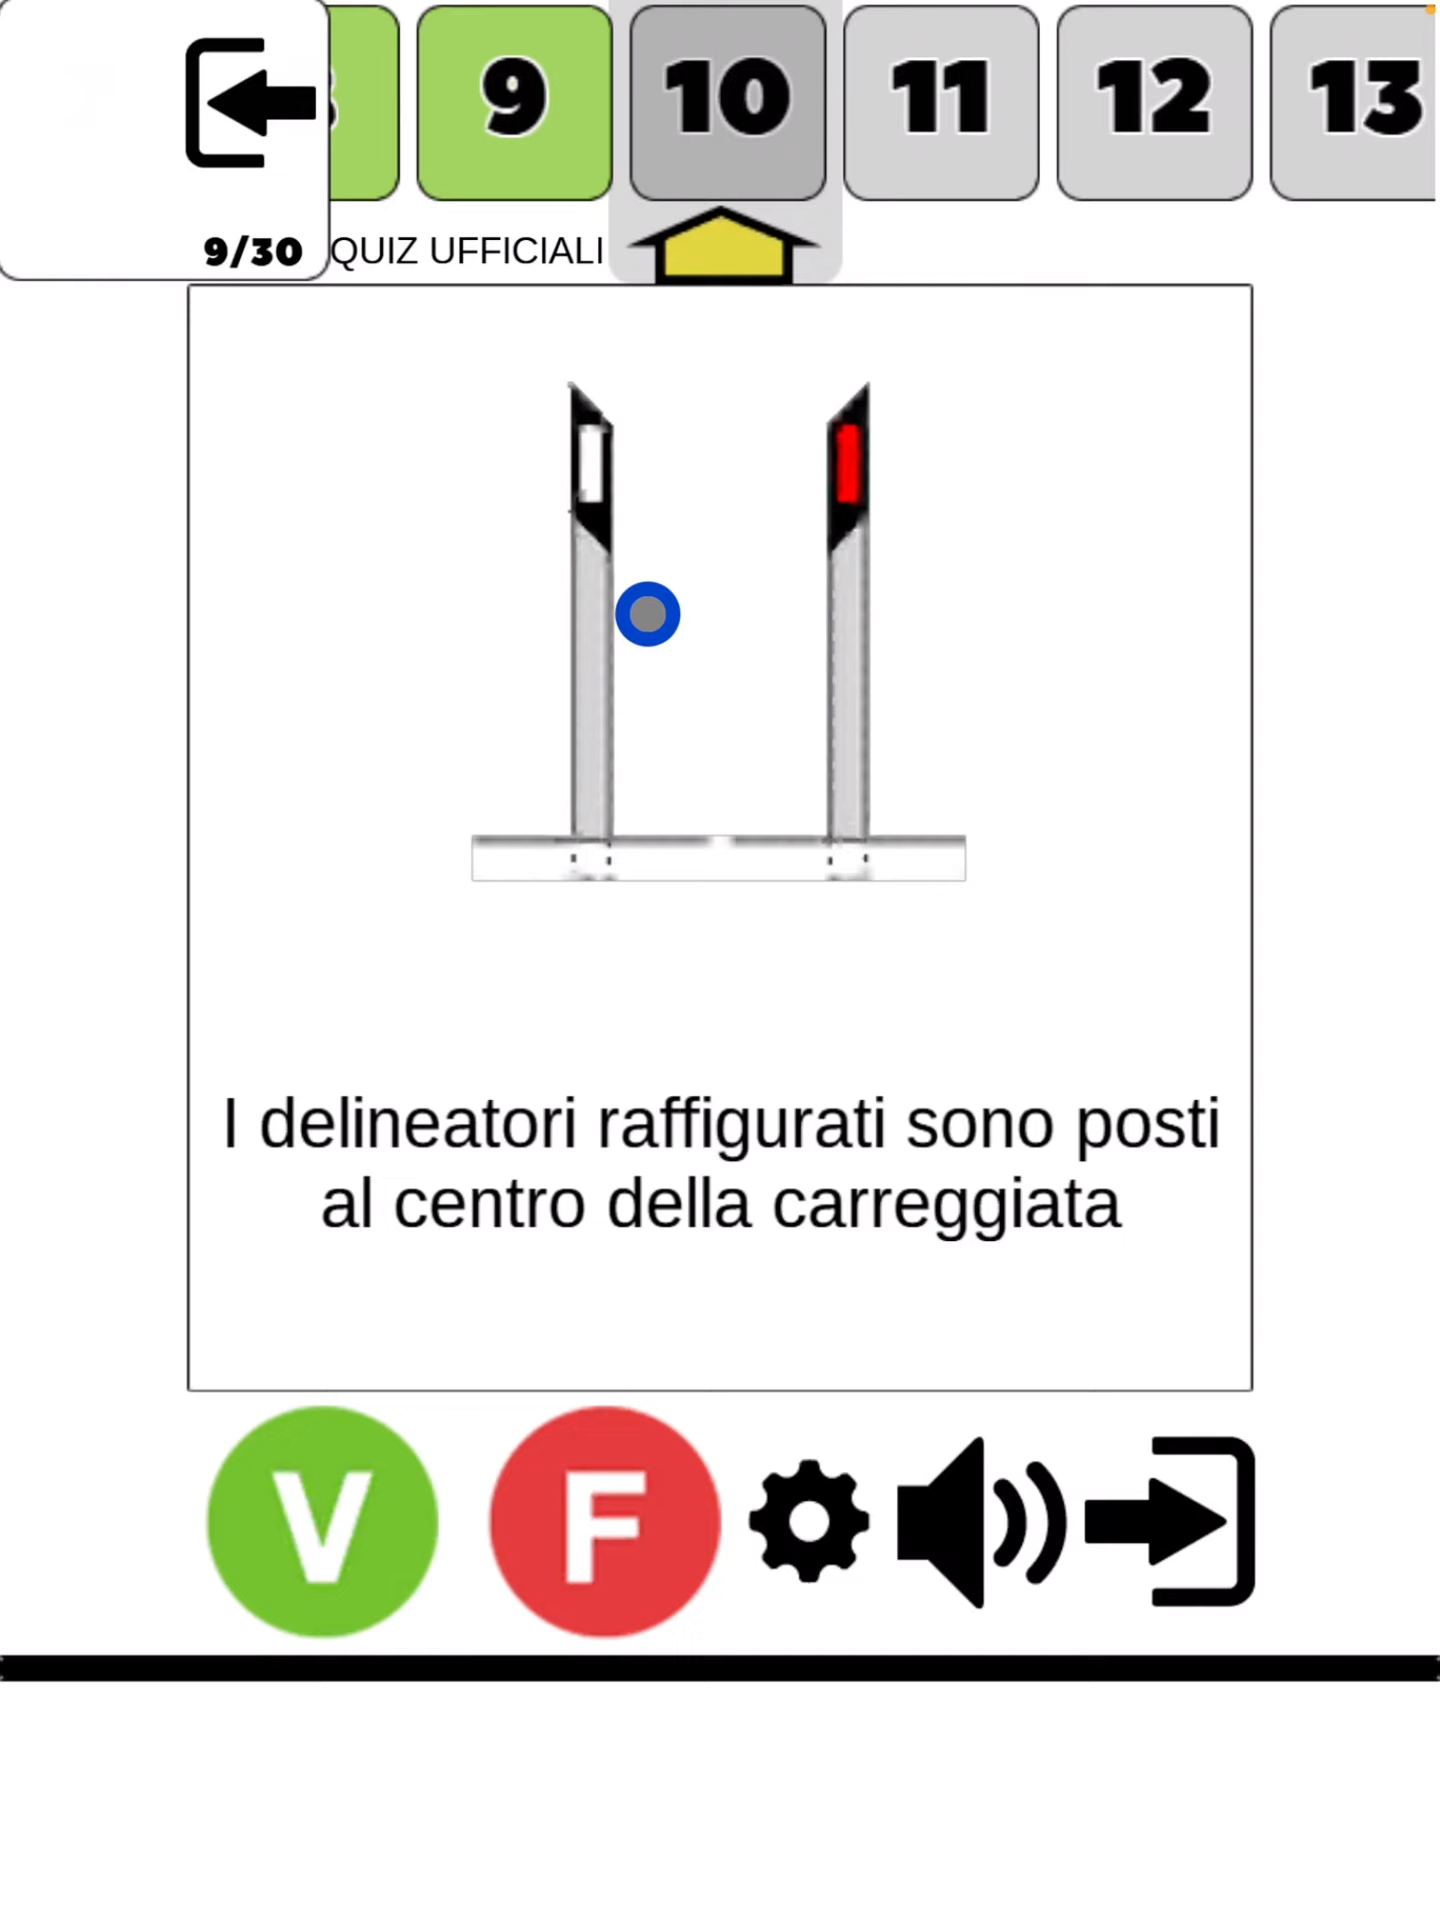 9
10
11
12
13
9/30 QUIZ UFFICIALI
I delineatori raffigurati sono posti
al centro della carreggiata
V F